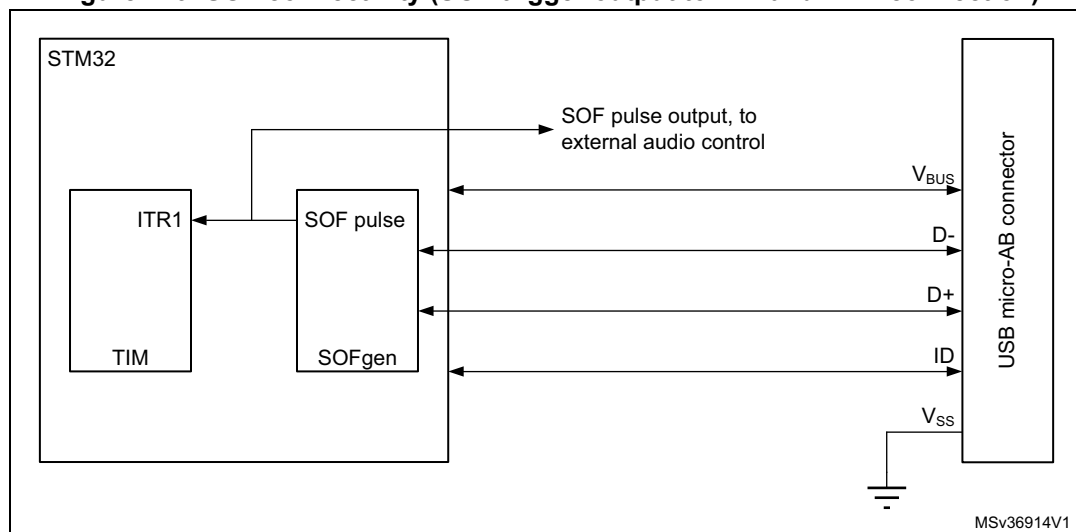 STM32
SOF pulse output, to
external audio control
VBUS
ITR1
SOF pulse
D-
D+
TIM
SOFgen
ID
VSS
USB micro-AB connector
MSv36914V1